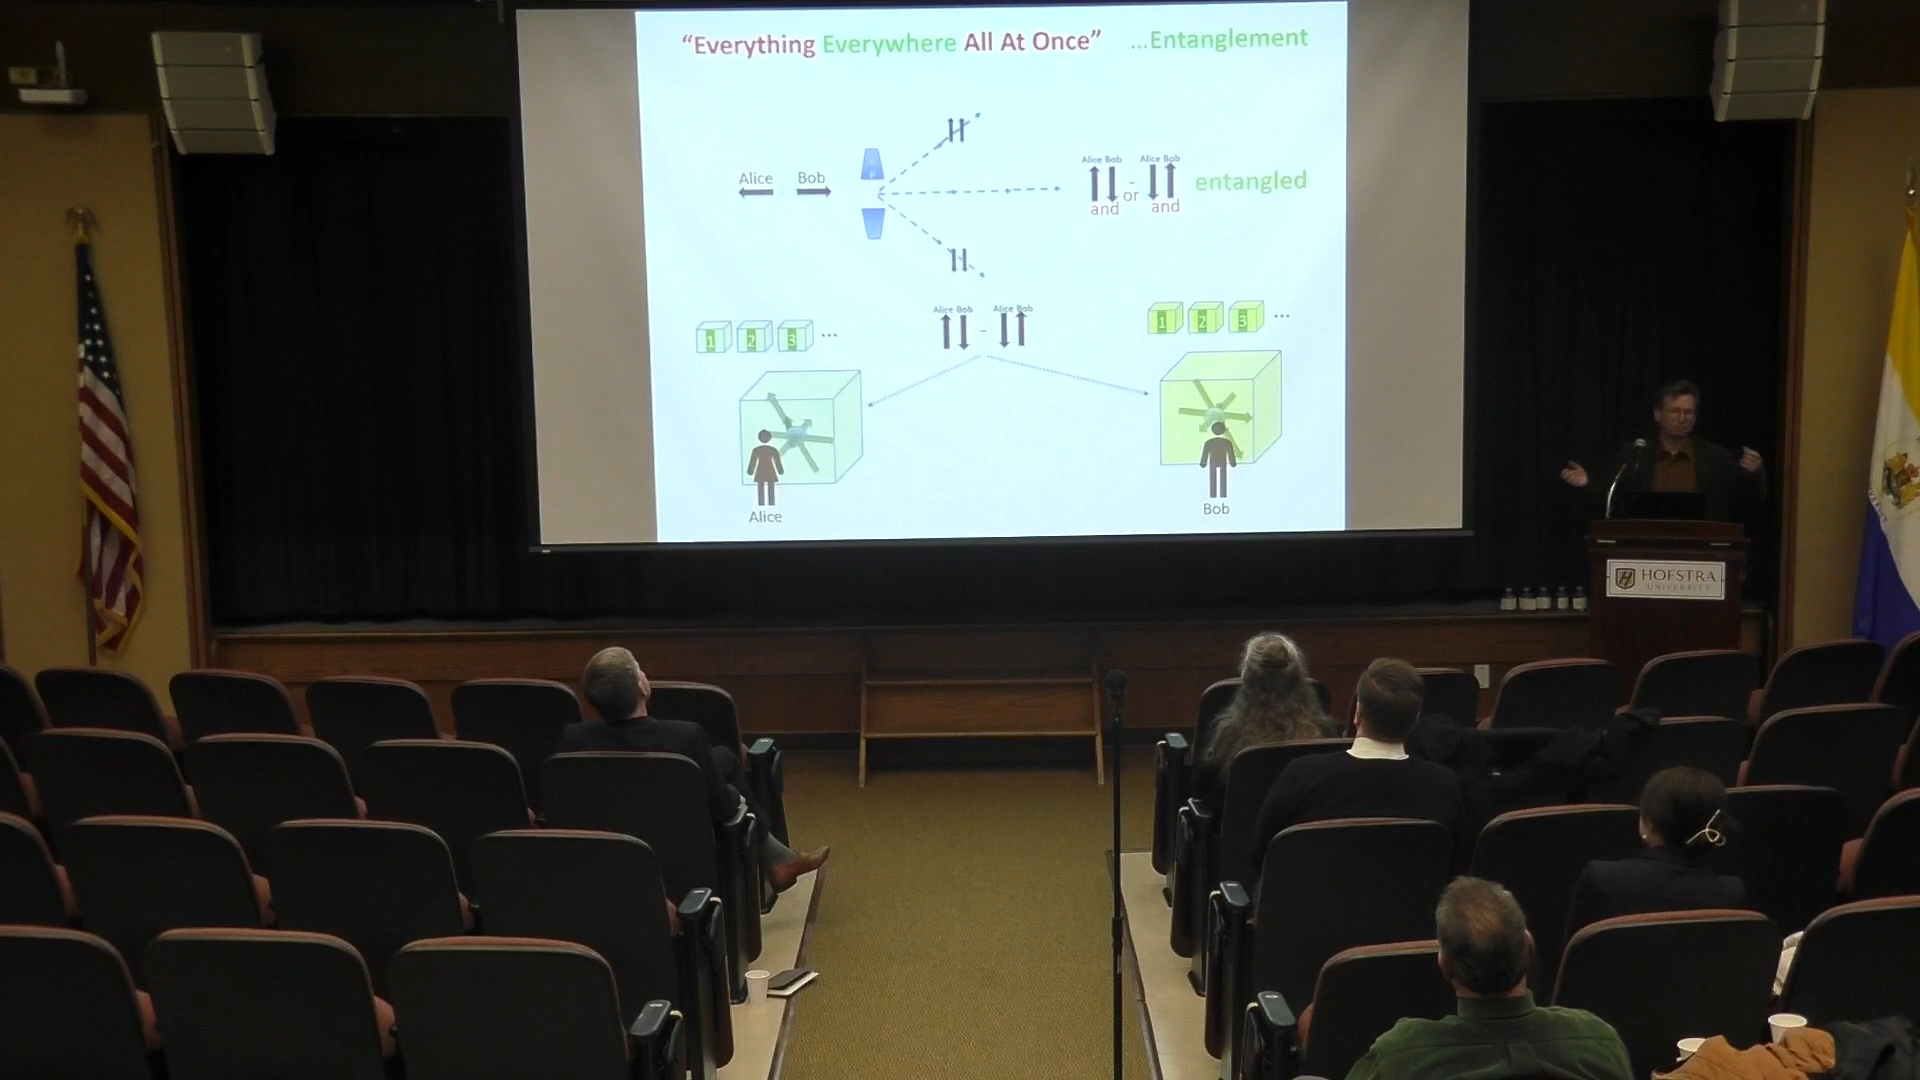 “Everything Everywhere All At Once” ...Entanglement
Alice Bob
Alice Bob - Alice Bob
and or and
entangled
Alice Bob - Alice Bob
1 2 3 ...
1 2 3 ...
Alice
Bob
HOFSTRA
UNIVERSITY